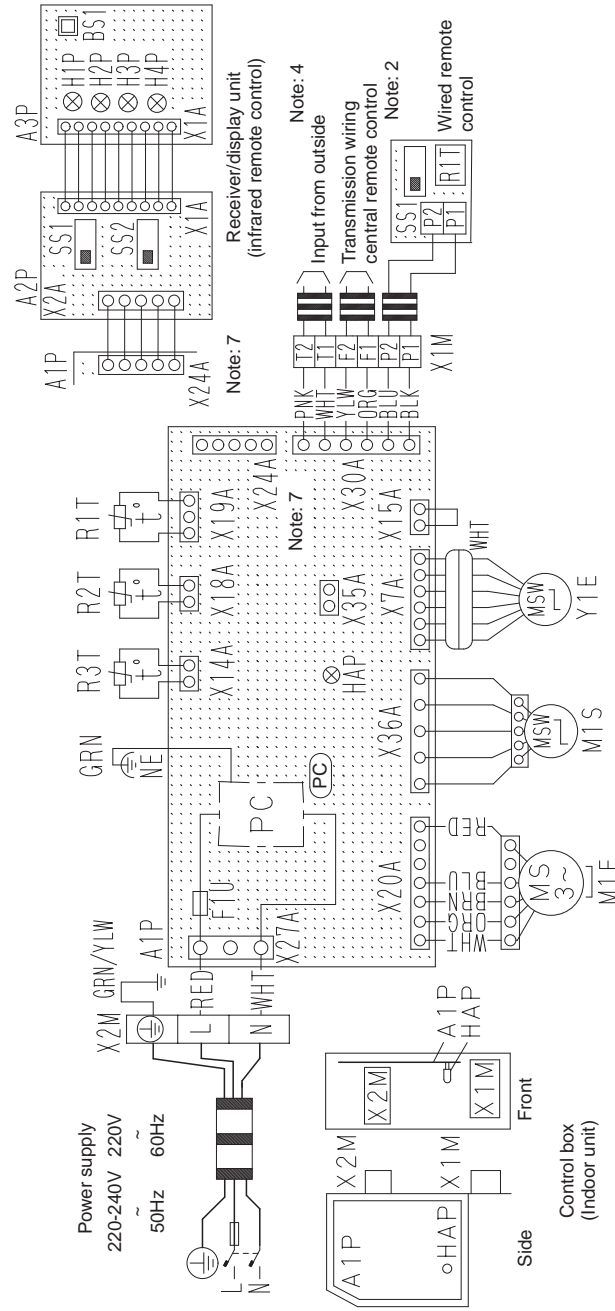 Power supply
220-240V 220V
~ ~
50Hz 60Hz
L
N
X2M
GRN/YLW
L
N
RED
WHT
A1P
X27A
F1U
PC
PC
GRN
NE
R3T
t°
X14A
R2T
t°
X18A
R1T
t°
X19A
HAP
X35A
X24A
Note: 7
X20A
WHT
ORG
BRN
BLU
RED
MS
3~
M1F
X36A
MSW
M1S
X7A
WHT
MSW
Y1E
X15A
X30A
PNK
WHT
YLW
ORG
BLU
BLK
T2
T1
F2
F1
P2
P1
X1M
Input from outside
Note: 4
Transmission wiring
central remote control
Note: 2
SS1
P2
P1
R1T
Wired remote
control
A1P
X24A
Note: 7
A2P
X2A
SS1
SS2
X1A
A3P
BS1
H1P
H2P
H3P
H4P
X1A
Receiver/display unit
(infrared remote control)
A1P
HAP
X2M
X1M
Side
X2M
X1M
A1P
HAP
Front
Control box
(Indoor unit)